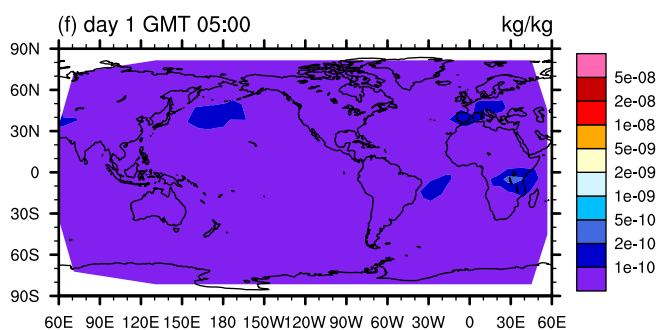 (f) day 1 GMT 05:00 kg/kg
90N
60N
30N
0
30S
60S
90S
60E 90E 120E 150E 180E 150W 120W 90W 60W 30W 0 30E 60E
5e-08
2e-08
1e-08
5e-09
2e-09
1e-09
5e-10
2e-10
1e-10